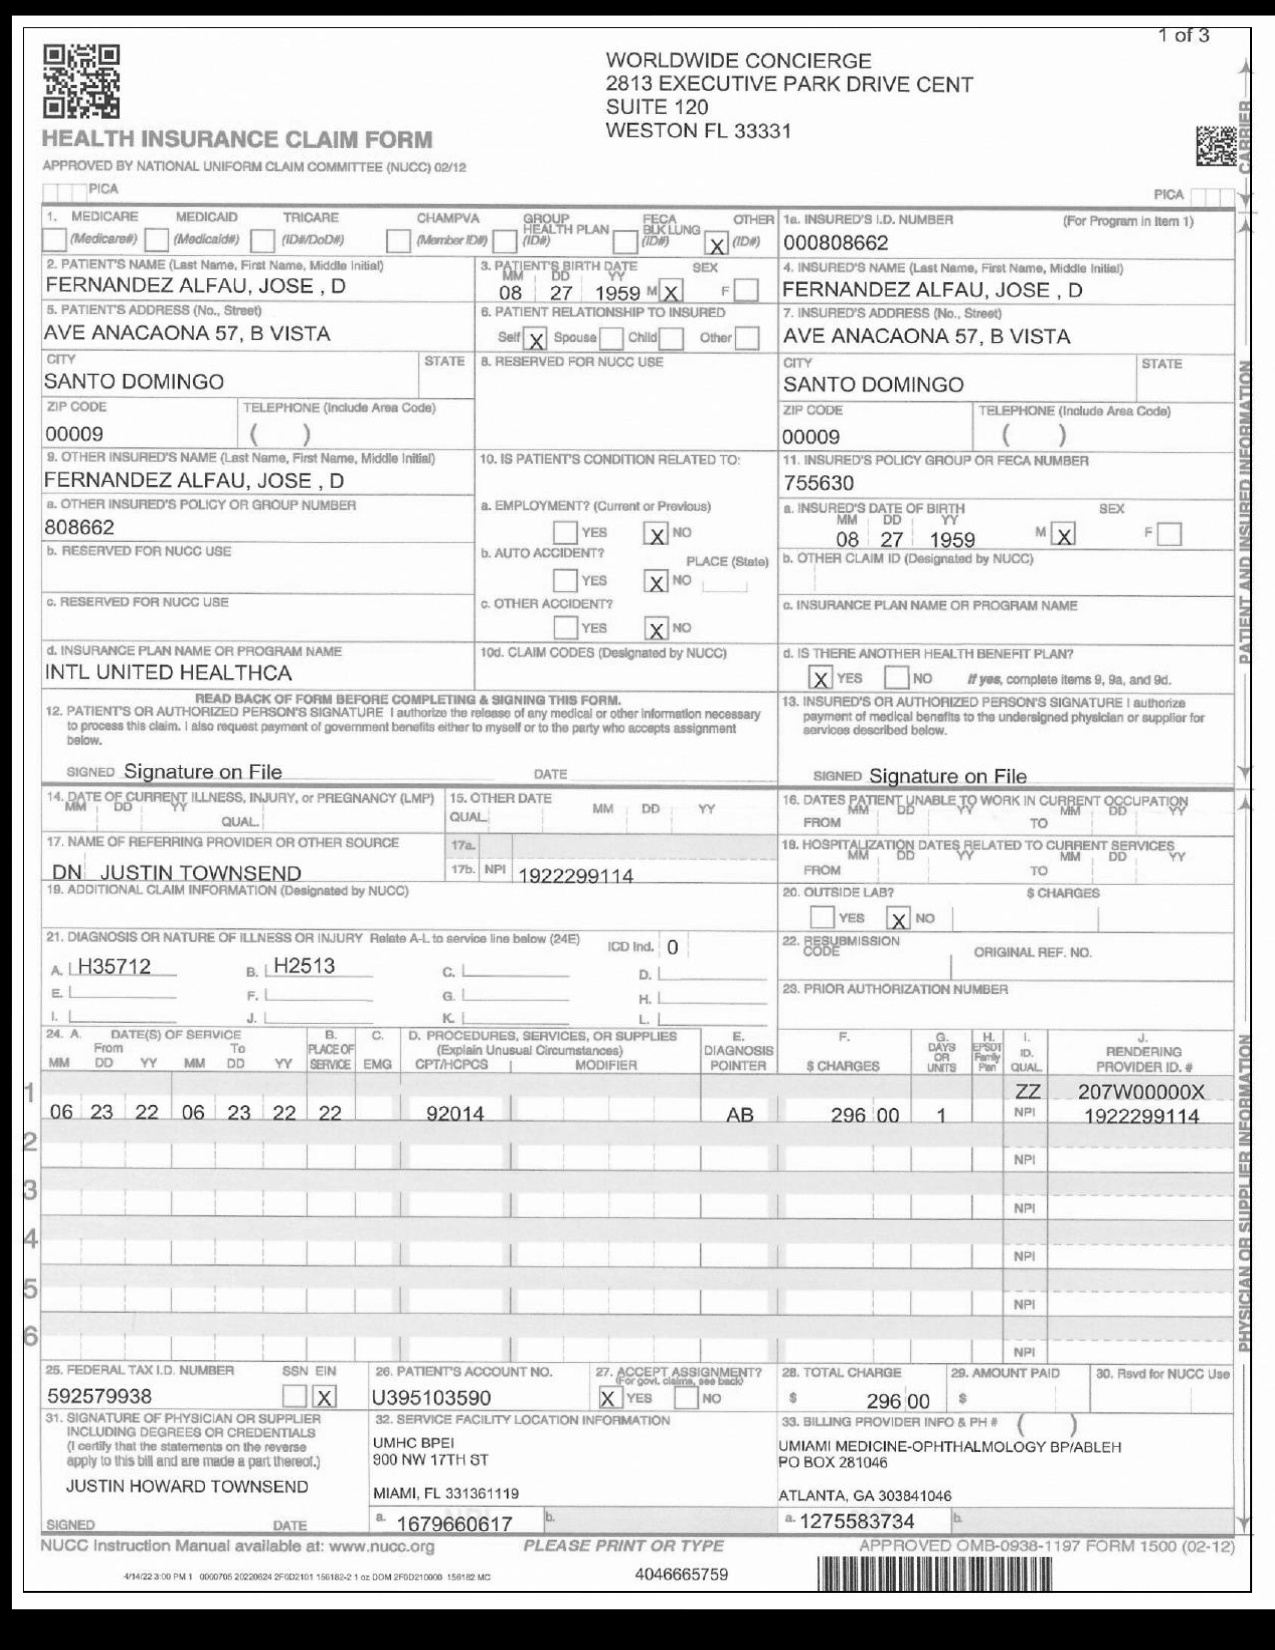 1 of 3
WORLDWIDE CONCIERGE
2813 EXECUTIVE PARK DRIVE CENT
SUITE 120
WESTON FL 33331
HEALTH INSURANCE CLAIM FORM
APPROVED BY NATIONAL UNIFORM CLAIM COMMITTEE (NUCC) 02/12
PICA
PICA
CARRIER
1. MEDICARE MEDICAID TRICARE CHAMPVA GROUP HEALTH PLAN FECA BLK LUNG OTHER
(Medicare#) (Medicaid#) (ID#/DoD#) (Member ID#) (ID#) (ID#) X (ID#)
1a. INSURED'S I.D. NUMBER (For Program in Item 1)
000808662
2. PATIENT'S NAME (Last Name, First Name, Middle Initial)
FERNANDEZ ALFAU, JOSE , D
3. PATIENT'S BIRTH DATE SEX
MM DD YY
08 27 1959 M X F
4. INSURED'S NAME (Last Name, First Name, Middle Initial)
FERNANDEZ ALFAU, JOSE , D
5. PATIENT'S ADDRESS (No., Street)
AVE ANACAONA 57, B VISTA
6. PATIENT RELATIONSHIP TO INSURED
Self X Spouse Child Other
7. INSURED'S ADDRESS (No., Street)
AVE ANACAONA 57, B VISTA
CITY STATE
SANTO DOMINGO
8. RESERVED FOR NUCC USE
CITY STATE
SANTO DOMINGO
ZIP CODE TELEPHONE (Include Area Code)
00009 ( )
ZIP CODE TELEPHONE (Include Area Code)
00009 ( )
9. OTHER INSURED'S NAME (Last Name, First Name, Middle Initial)
FERNANDEZ ALFAU, JOSE , D
10. IS PATIENT'S CONDITION RELATED TO:
11. INSURED'S POLICY GROUP OR FECA NUMBER
755630
a. OTHER INSURED'S POLICY OR GROUP NUMBER
808662
a. EMPLOYMENT? (Current or Previous)
YES X NO
a. INSURED'S DATE OF BIRTH SEX
MM DD YY
08 27 1959 M X F
b. RESERVED FOR NUCC USE
b. AUTO ACCIDENT? PLACE (State)
YES X NO
b. OTHER CLAIM ID (Designated by NUCC)
c. RESERVED FOR NUCC USE
c. OTHER ACCIDENT?
YES X NO
c. INSURANCE PLAN NAME OR PROGRAM NAME
d. INSURANCE PLAN NAME OR PROGRAM NAME
INTL UNITED HEALTHCA
10d. CLAIM CODES (Designated by NUCC)
d. IS THERE ANOTHER HEALTH BENEFIT PLAN?
X YES NO If yes, complete items 9, 9a, and 9d.
PATIENT AND INSURED INFORMATION
READ BACK OF FORM BEFORE COMPLETING & SIGNING THIS FORM.
12. PATIENT'S OR AUTHORIZED PERSON'S SIGNATURE I authorize the release of any medical or other information necessary
to process this claim. I also request payment of government benefits either to myself or to the party who accepts assignment
below.
SIGNED Signature on File DATE
13. INSURED'S OR AUTHORIZED PERSON'S SIGNATURE I authorize
payment of medical benefits to the undersigned physician or supplier for
services described below.
SIGNED Signature on File
14. DATE OF CURRENT ILLNESS, INJURY, or PREGNANCY (LMP)
MM DD YY
QUAL.
15. OTHER DATE
QUAL. MM DD YY
16. DATES PATIENT UNABLE TO WORK IN CURRENT OCCUPATION
MM DD YY MM DD YY
FROM TO
17. NAME OF REFERRING PROVIDER OR OTHER SOURCE
DN JUSTIN TOWNSEND
17a.
17b. NPI 1922299114
18. HOSPITALIZATION DATES RELATED TO CURRENT SERVICES
MM DD YY MM DD YY
FROM TO
19. ADDITIONAL CLAIM INFORMATION (Designated by NUCC)
20. OUTSIDE LAB? $ CHARGES
YES X NO
21. DIAGNOSIS OR NATURE OF ILLNESS OR INJURY Relate A-L to service line below (24E) ICD Ind. 0
A. H35712 B. H2513 C. D.
E. F. G. H.
I. J. K. L.
22. RESUBMISSION
CODE ORIGINAL REF. NO.
23. PRIOR AUTHORIZATION NUMBER
24. A. DATE(S) OF SERVICE B. C. D. PROCEDURES, SERVICES, OR SUPPLIES E. F. G. H. I. J.
From To PLACE OF (Explain Unusual Circumstances) DIAGNOSIS DAYS OR UNITS EPSDT Family Plan ID. RENDERING
MM DD YY MM DD YY SERVICE EMG CPT/HCPCS MODIFIER POINTER $ CHARGES QUAL. PROVIDER ID. #
1 ZZ 207W00000X
06 23 22 06 23 22 22 92014 AB 296 00 1 NPI 1922299114
2 NPI
3 NPI
4 NPI
5 NPI
6 NPI
PHYSICIAN OR SUPPLIER INFORMATION
25. FEDERAL TAX I.D. NUMBER SSN EIN
592579938 X
26. PATIENT'S ACCOUNT NO.
U395103590
27. ACCEPT ASSIGNMENT?
(For govt. claims, see back)
X YES NO
28. TOTAL CHARGE
$ 296 00
29. AMOUNT PAID
$
30. Rsvd for NUCC Use
31. SIGNATURE OF PHYSICIAN OR SUPPLIER
INCLUDING DEGREES OR CREDENTIALS
(I certify that the statements on the reverse
apply to this bill and are made a part thereof.)
JUSTIN HOWARD TOWNSEND
SIGNED DATE
32. SERVICE FACILITY LOCATION INFORMATION
UMHC BPEI
900 NW 17TH ST
MIAMI, FL 331361119
a. 1679660617 b.
33. BILLING PROVIDER INFO & PH # ( )
UMIAMI MEDICINE-OPHTHALMOLOGY BP/ABLEH
PO BOX 281046
ATLANTA, GA 303841046
a. 1275583734 b.
NUCC Instruction Manual available at: www.nucc.org
PLEASE PRINT OR TYPE
APPROVED OMB-0938-1197 FORM 1500 (02-12)
4/14/22 3:00 PM 1 0000706 20220624 2F0D2101 156182-2 1 oz DOM 2F0D210000 156182 MC
4046665759